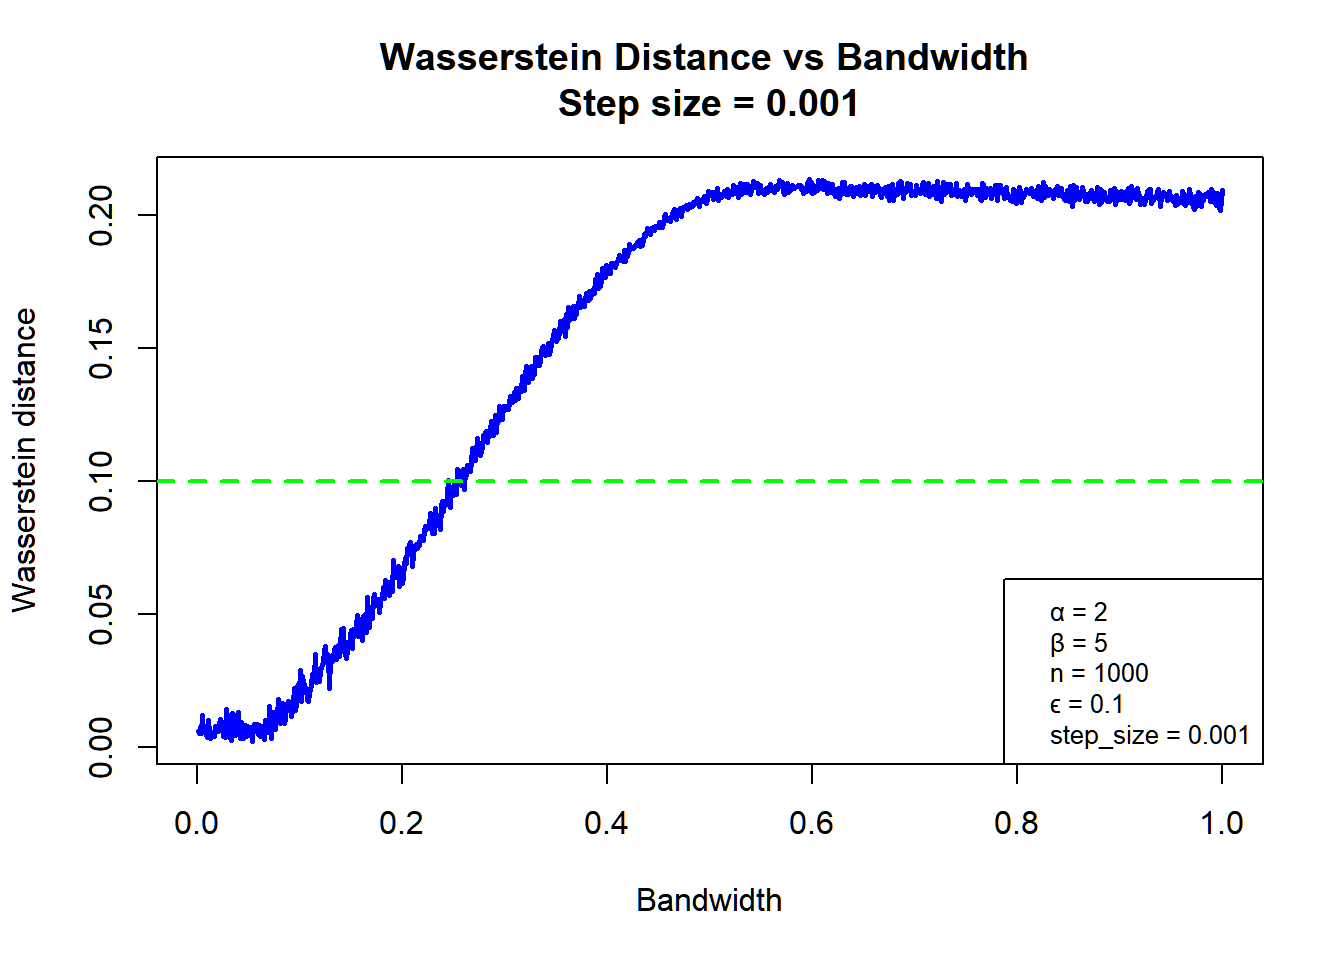 Wasserstein Distance vs Bandwidth
Step size = 0.001
Wasserstein distance
0.20
0.15
0.10
0.05
0.00
α = 2
β = 5
n = 1000
ϵ = 0.1
step_size = 0.001
0.0 0.2 0.4 0.6 0.8 1.0
Bandwidth